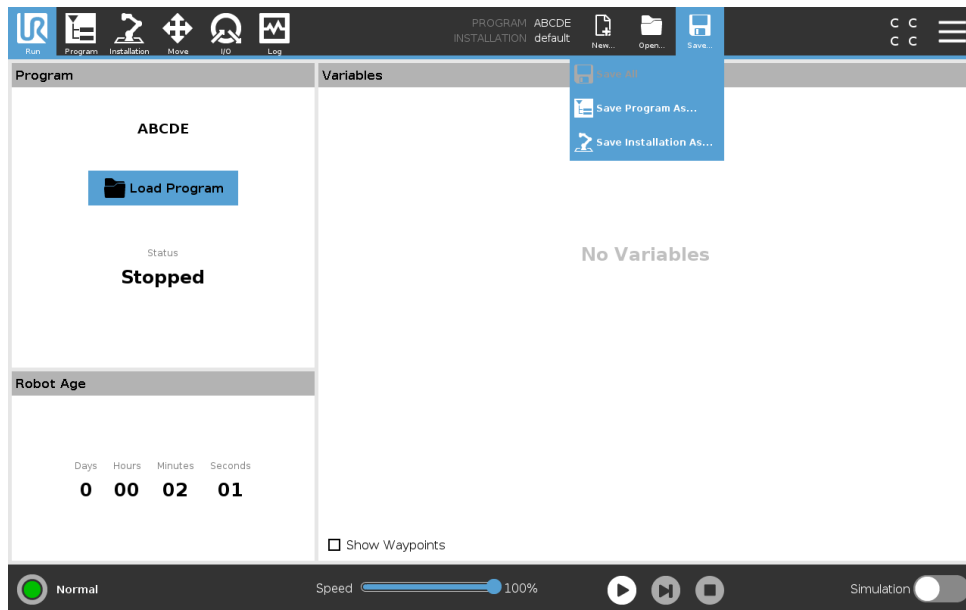 PROGRAM ABCDE
INSTALLATION default
C C
C C
Run Program Installation Move I/O Log New... Open... Save...
Program
ABCDE
Load Program
Status
Stopped
Variables
Save All
Save Program As...
Save Installation As...
No Variables
Show Waypoints
Robot Age
Days Hours Minutes Seconds
0 00 02 01
Normal
Speed 100%
Simulation